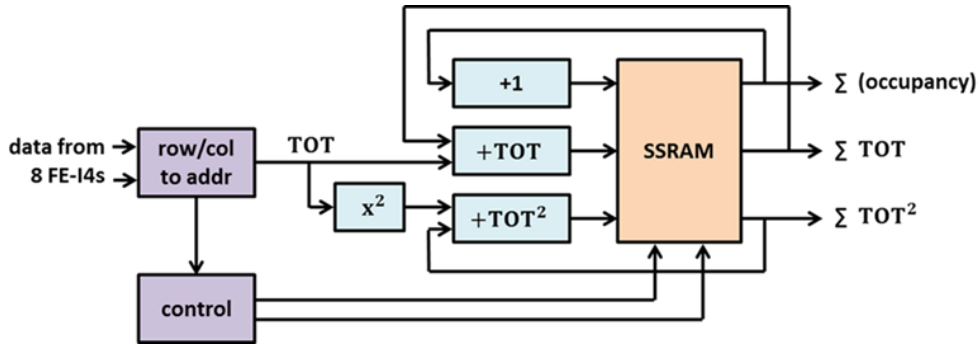 +1
∑ (occupancy)
data from
8 FE-I4s
row/col
to addr
TOT
+TOT
SSRAM
∑ TOT
x²
+TOT²
∑ TOT²
control